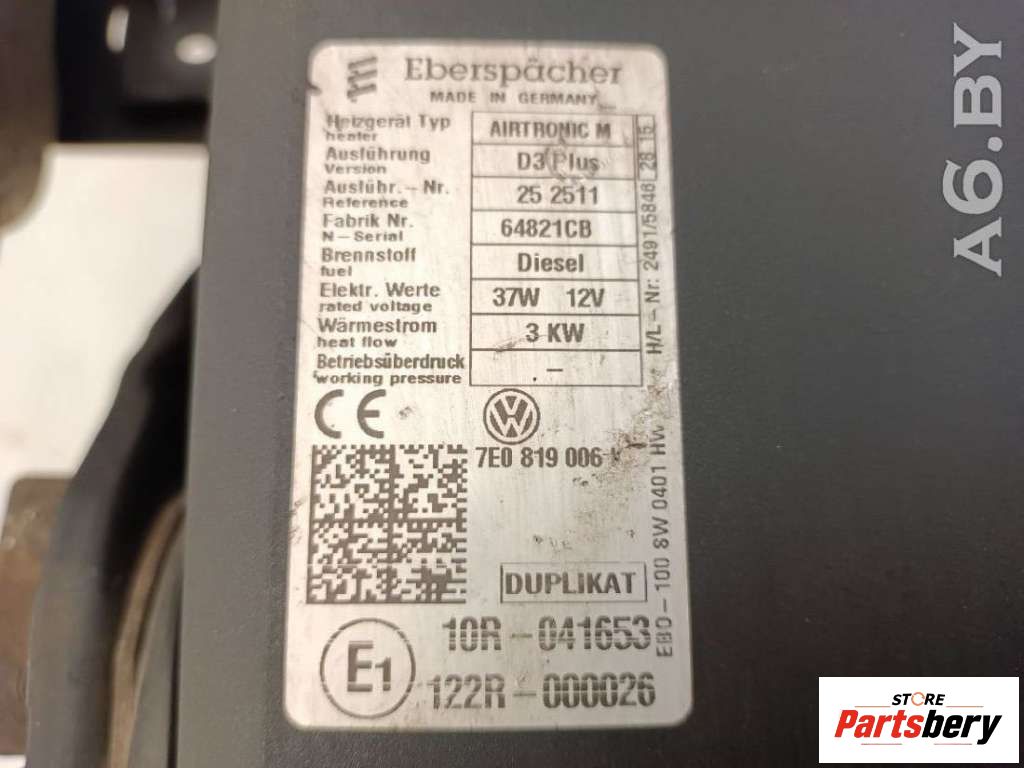 Eberspächer
MADE IN GERMANY
Heizgerät Typ AIRTRONIC M
heater
Ausführung D3 Plus
Version
Ausführ.-Nr. 25 2511
Reference
Fabrik Nr. 64821CB
N-Serial
Brennstoff Diesel
fuel
Elektr. Werte 37W 12V
rated voltage
Wärmestrom 3 KW
heat flow
Betriebsüberdruck –
working pressure
H/L-Nr: 2491/5846 28 15
CE
VW
7E0 819 006
DUPLIKAT
E1
10R-041653
122R-000026
EBO-100 8W 0401 HW
A6.BY
STORE
Partsbery